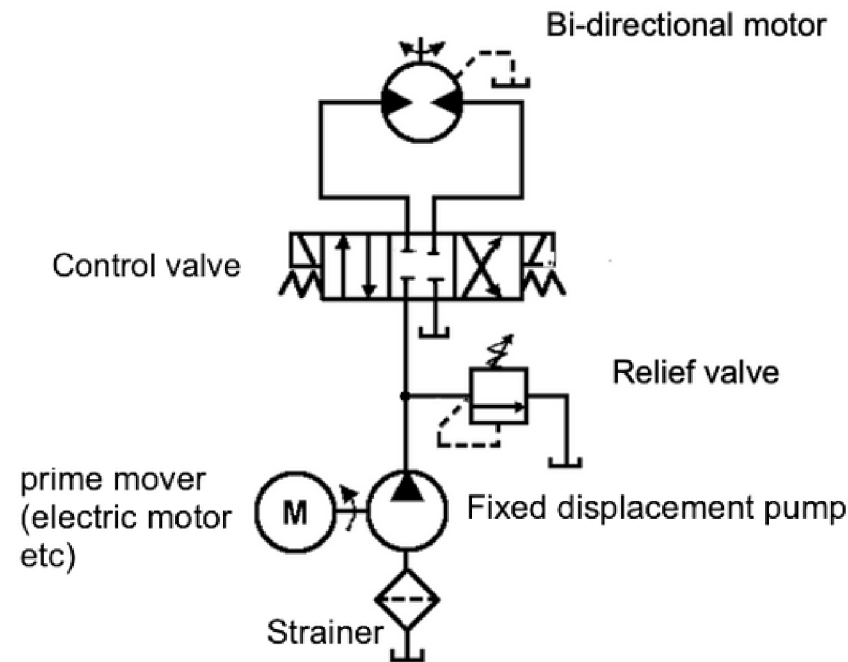 Bi-directional motor
Control valve
Relief valve
prime mover
(electric motor
etc)
M
Fixed displacement pump
Strainer